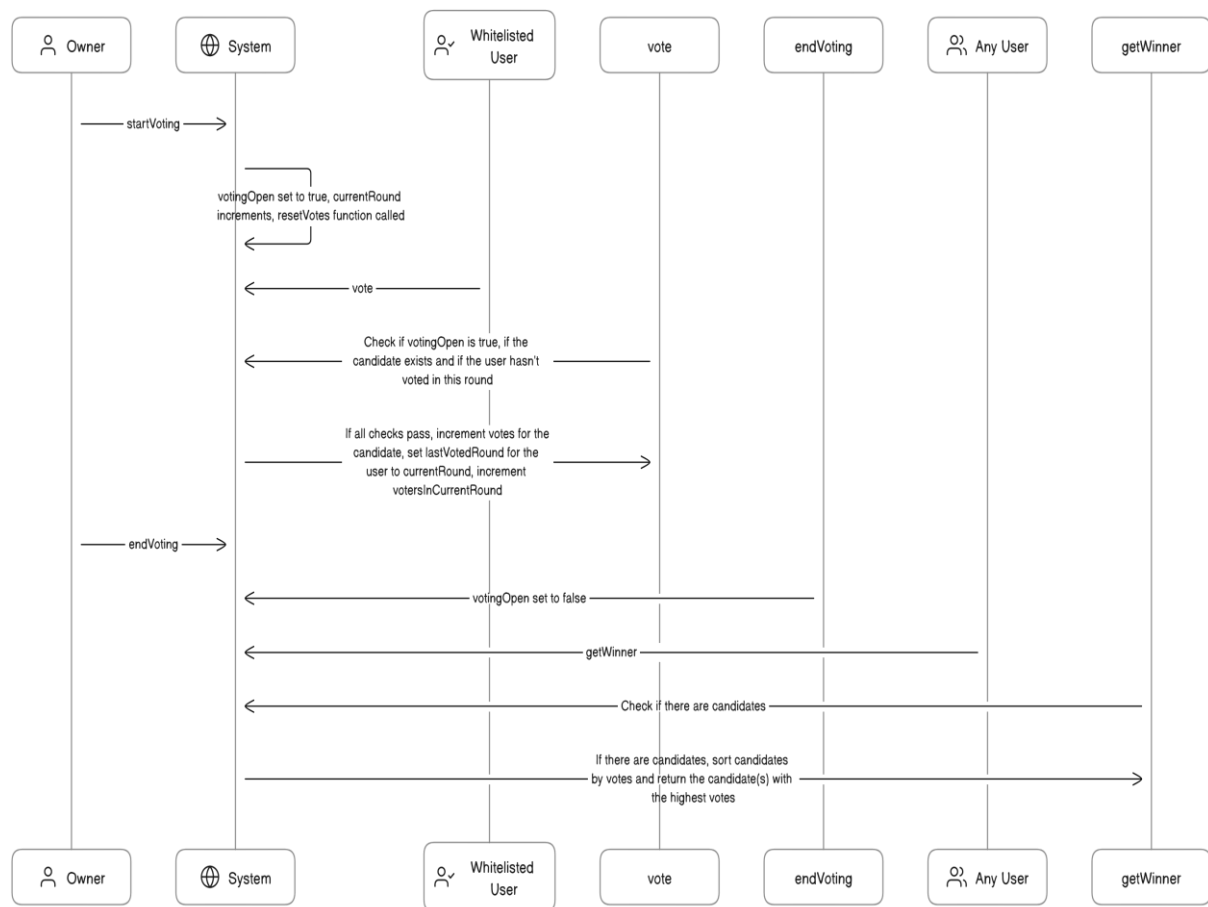 Owner
System
Whitelisted
User
vote
endVoting
Any User
getWinner
startVoting
votingOpen set to true, currentRound
increments, resetVotes function called
vote
Check if votingOpen is true, if the
candidate exists and if the user hasn't
voted in this round
If all checks pass, increment votes for the
candidate, set lastVotedRound for the
user to currentRound, increment
votersInCurrentRound
endVoting
votingOpen set to false
getWinner
Check if there are candidates
If there are candidates, sort candidates
by votes and return the candidate(s) with
the highest votes
Owner
System
Whitelisted
User
vote
endVoting
Any User
getWinner